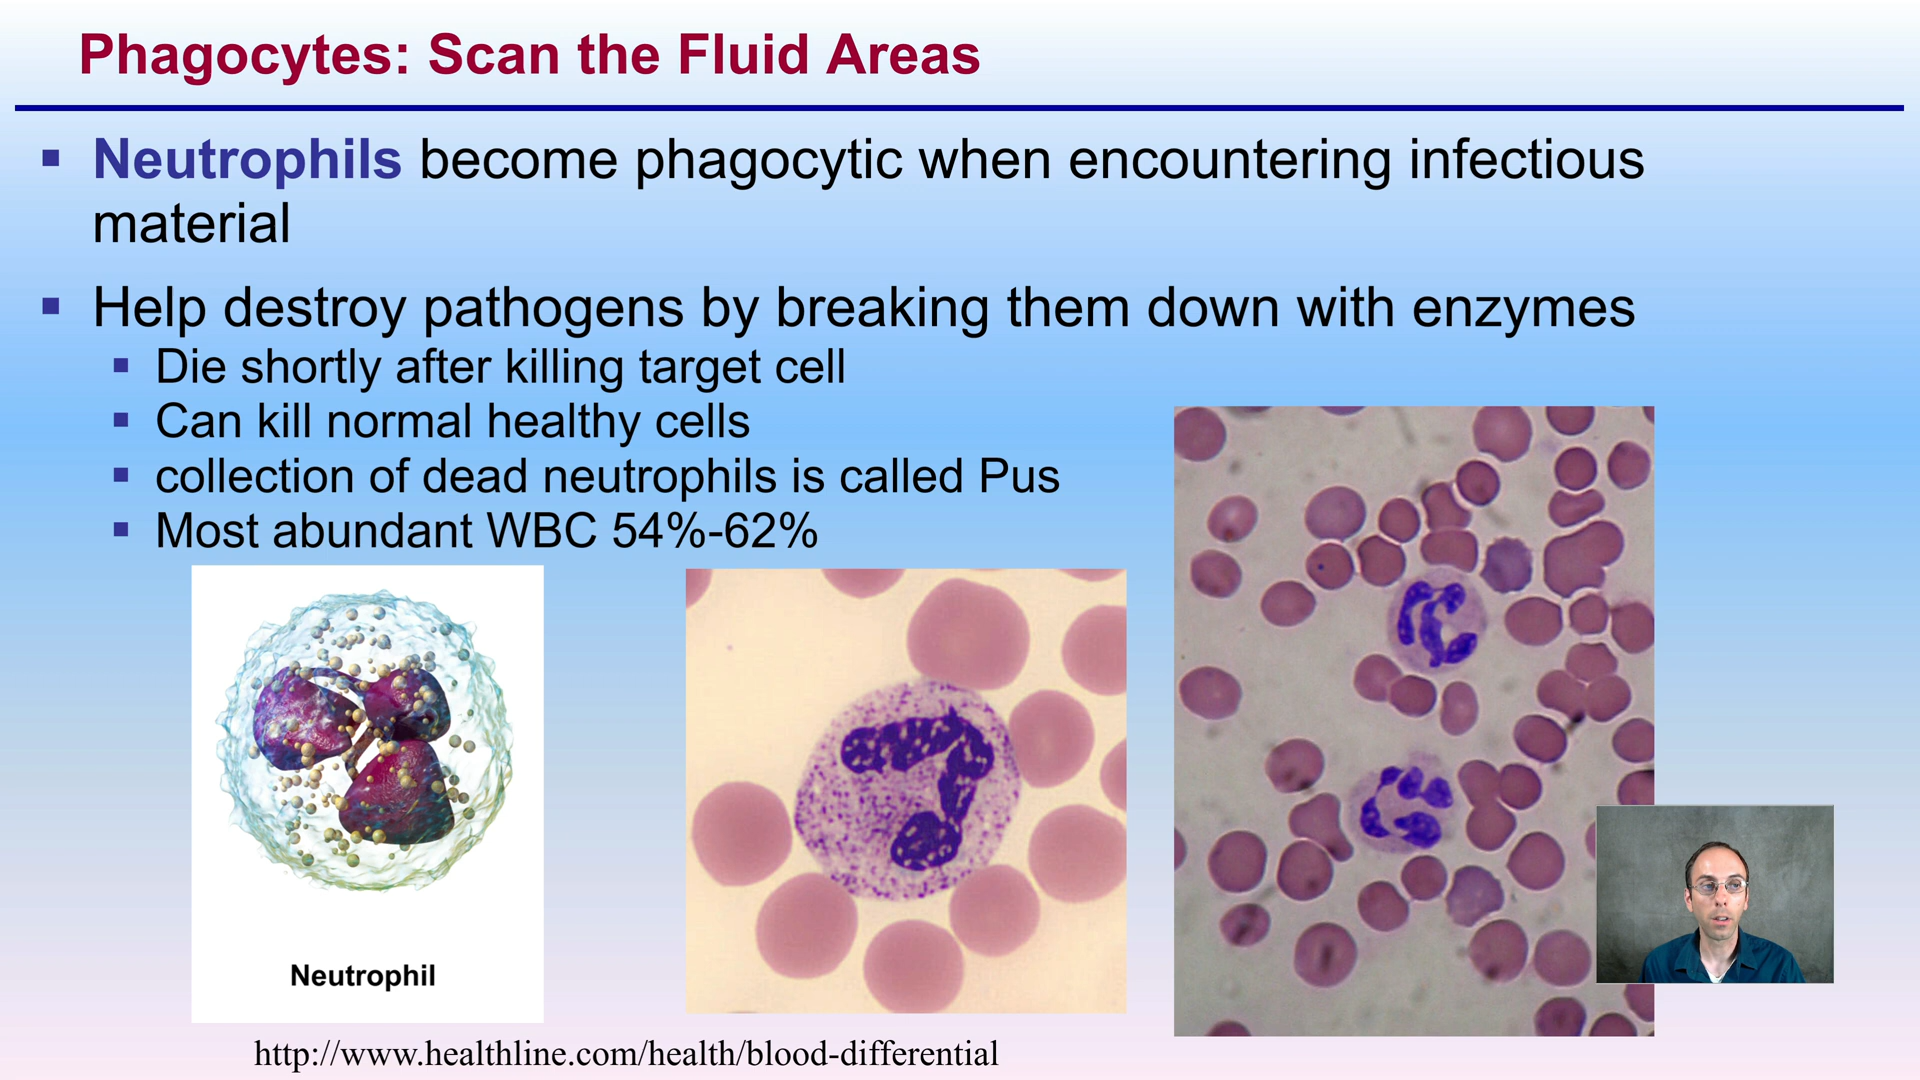 Phagocytes: Scan the Fluid Areas
Neutrophils become phagocytic when encountering infectious
material
Help destroy pathogens by breaking them down with enzymes
Die shortly after killing target cell
Can kill normal healthy cells
collection of dead neutrophils is called Pus
Most abundant WBC 54%-62%
Neutrophil
http://www.healthline.com/health/blood-differential